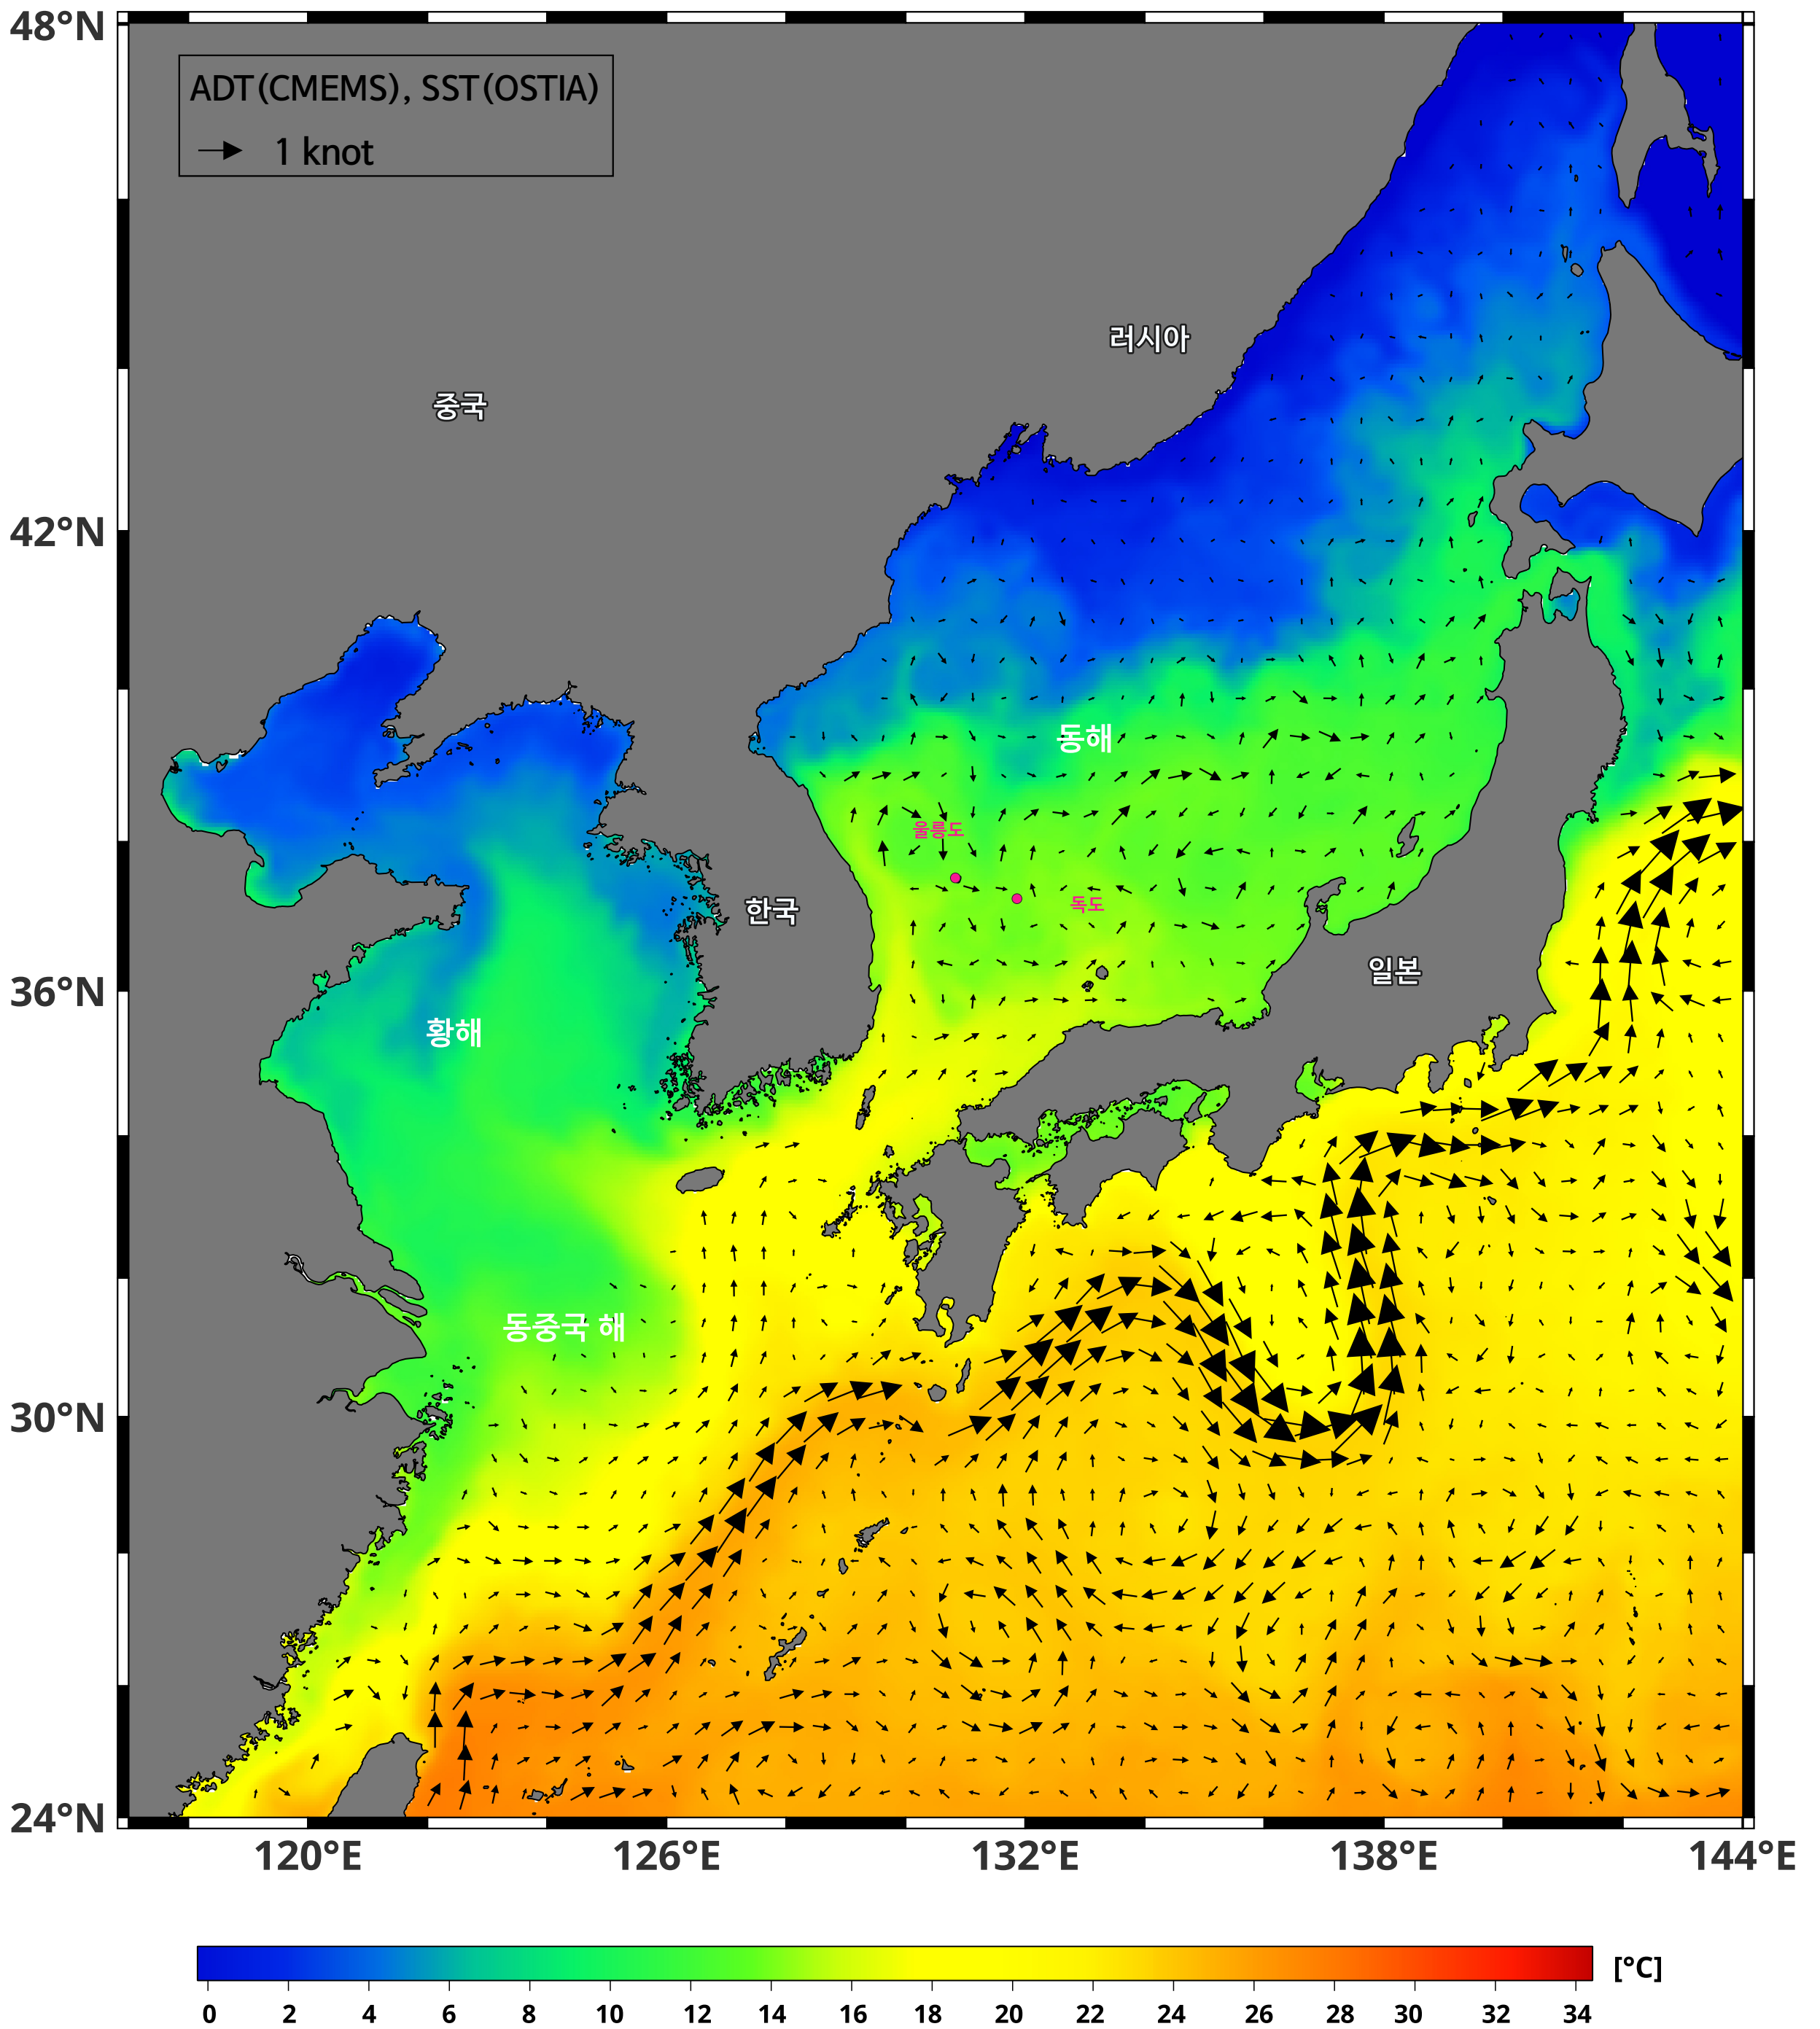 48°N
ADT(CMEMS), SST(OSTIA)
1 knot
러시아
중국
42°N
동해
울릉도
독도
한국
일본
36°N
황해
동중국 해
30°N
24°N
120°E 126°E 132°E 138°E 144°E
[°C]
0 2 4 6 8 10 12 14 16 18 20 22 24 26 28 30 32 34